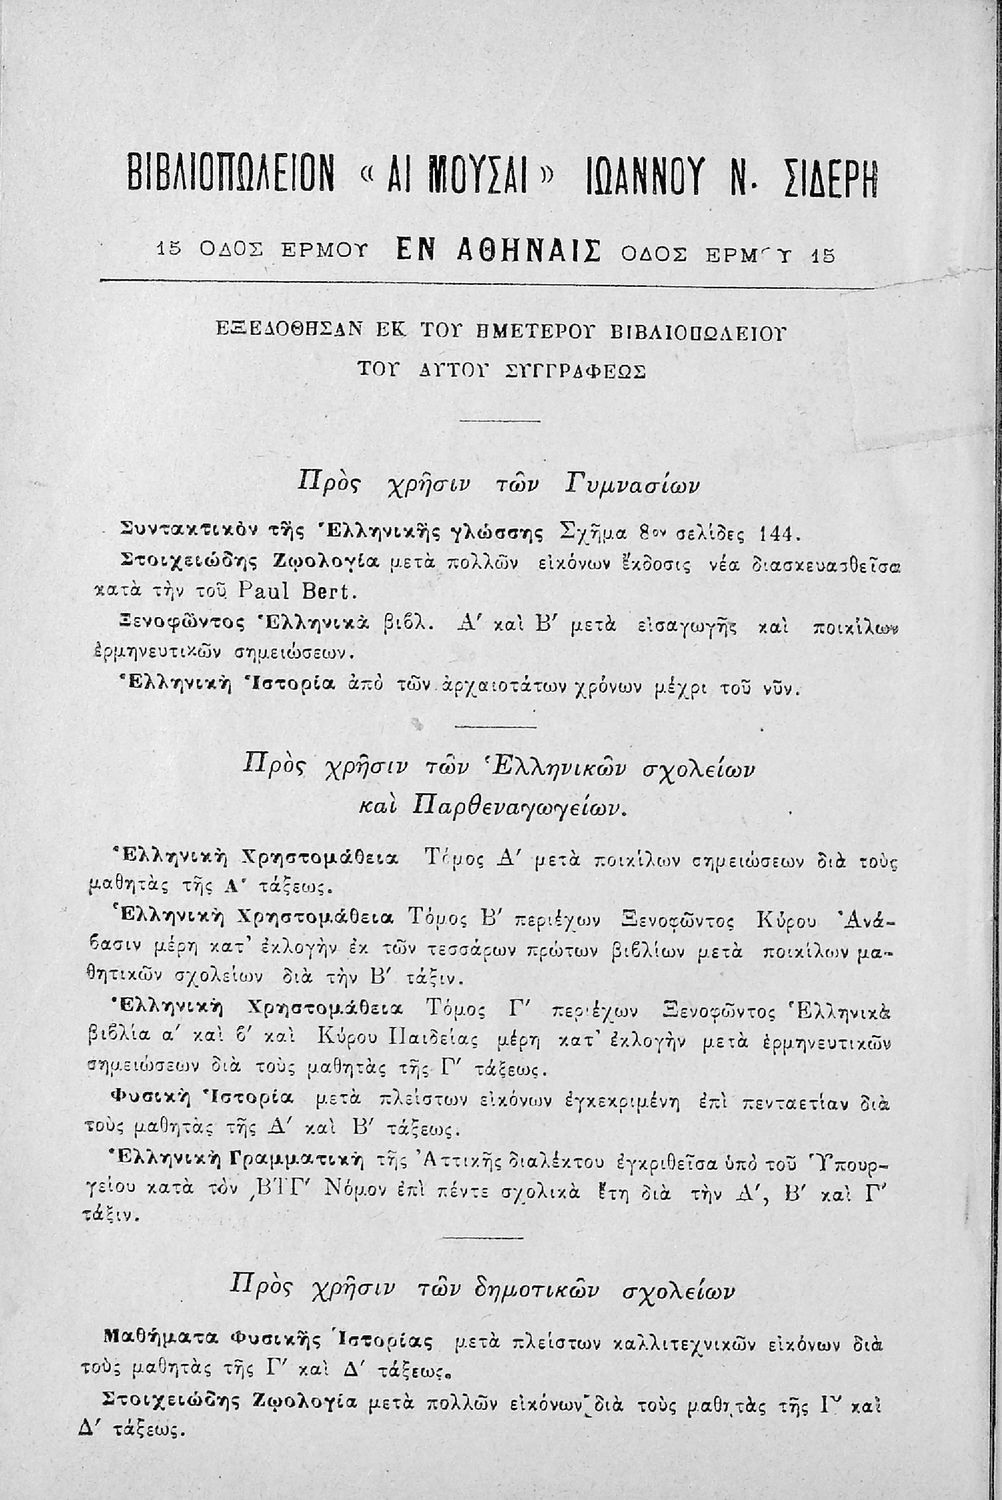 ΒΙΒΛΙΟΠΩΛΕΙΟΝ « ΑΙ ΜΟΥΣΑΙ » ΙΩΑΝΝΟΥ Ν. ΣΙΔΕΡΗ
15 ΟΔΟΣ ΕΡΜΟΥ ΕΝ ΑΘΗΝΑΙΣ ΟΔΟΣ ΕΡΜΟΥ 15
ΕΞΕΔΟΘΗΣΑΝ ΕΚ ΤΟΥ ΗΜΕΤΕΡΟΥ ΒΙΒΛΙΟΠΩΛΕΙΟΥ
ΤΟΥ ΑΥΤΟΥ ΣΥΓΓΡΑΦΕΩΣ
Πρὸς χρῆσιν τῶν Γυμνασίων
Συντακτικὸν τῆς Ἑλληνικῆς γλώσσης Σχῆμα 8ον σελίδες 144.
Στοιχειώδης Ζῳολογία μετὰ πολλῶν εἰκόνων ἔκδοσις νέα διασκευασθεῖσα
κατὰ τὴν τοῦ Paul Bert.
Ξενοφῶντος Ἑλληνικὰ βιβλ. Α′ καὶ Β′ μετὰ εἰσαγωγῆς καὶ ποικίλων
ἑρμηνευτικῶν σημειώσεων.
Ἑλληνικὴ Ἱστορία ἀπὸ τῶν ἀρχαιοτάτων χρόνων μέχρι τοῦ νῦν.
Πρὸς χρῆσιν τῶν Ἑλληνικῶν σχολείων
καὶ Παρθεναγωγείων.
Ἑλληνικὴ Χρηστομάθεια Τόμος Α′ μετὰ ποικίλων σημειώσεων διὰ τοὺς
μαθητὰς τῆς Α′ τάξεως.
Ἑλληνικὴ Χρηστομάθεια Τόμος Β′ περιέχων Ξενοφῶντος Κύρου Ἀνά-
βασιν μέρη κατ’ ἐκλογὴν ἐκ τῶν τεσσάρων πρώτων βιβλίων μετὰ ποικίλων μα-
θητικῶν σχολείων διὰ τὴν Β′ τάξιν.
Ἑλληνικὴ Χρηστομάθεια Τόμος Γ′ περιέχων Ξενοφῶντος Ἑλληνικὰ
βιβλία α′ καὶ β′ καὶ Κύρου Παιδείας μέρη κατ’ ἐκλογὴν μετὰ ἑρμηνευτικῶν
σημειώσεων διὰ τοὺς μαθητὰς τῆς Γ′ τάξεως.
Φυσικὴ Ἱστορία μετὰ πλείστων εἰκόνων ἐγκεκριμένη ἐπὶ πενταετίαν διὰ
τοὺς μαθητὰς τῆς Α′ καὶ Β′ τάξεως.
Ἑλληνικὴ Γραμματικὴ τῆς Ἀττικῆς διαλέκτου ἐγκριθεῖσα ὑπὸ τοῦ Ὑπουρ-
γείου κατὰ τὸν ͵ΒΤΓ′ Νόμον ἐπὶ πέντε σχολικὰ ἔτη διὰ τὴν Α′, Β′ καὶ Γ′
τάξιν.
Πρὸς χρῆσιν τῶν δημοτικῶν σχολείων
Μαθήματα Φυσικῆς Ἱστορίας μετὰ πλείστων καλλιτεχνικῶν εἰκόνων διὰ
τοὺς μαθητὰς τῆς Γ′ καὶ Δ′ τάξεως.
Στοιχειώδης Ζῳολογία μετὰ πολλῶν εἰκόνων διὰ τοὺς μαθητὰς τῆς Γ′ καὶ
Δ′ τάξεως.